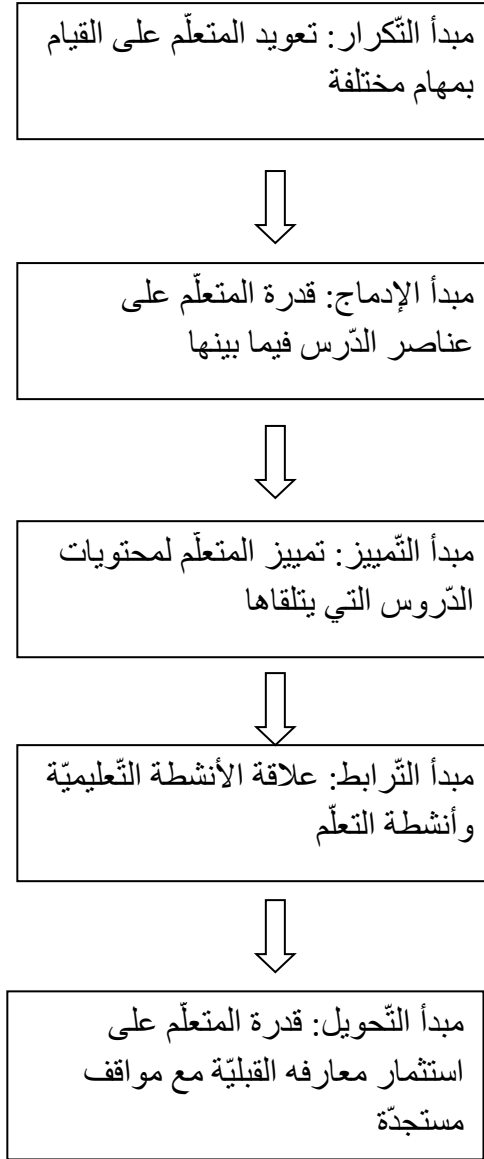 مبدأ التّكرار: تعويد المتعلّم على القيام
بمهام مختلفة
مبدأ الإدماج: قدرة المتعلّم على
عناصر الدّرس فيما بينها
مبدأ التّمييز: تمييز المتعلّم لمحتويات
الدّروس التي يتلقاها
مبدأ التّرابط: علاقة الأنشطة التّعليميّة
وأنشطة التعلّم
مبدأ التّحويل: قدرة المتعلّم على
استثمار معارفه القبليّة مع مواقف
مستجدّة